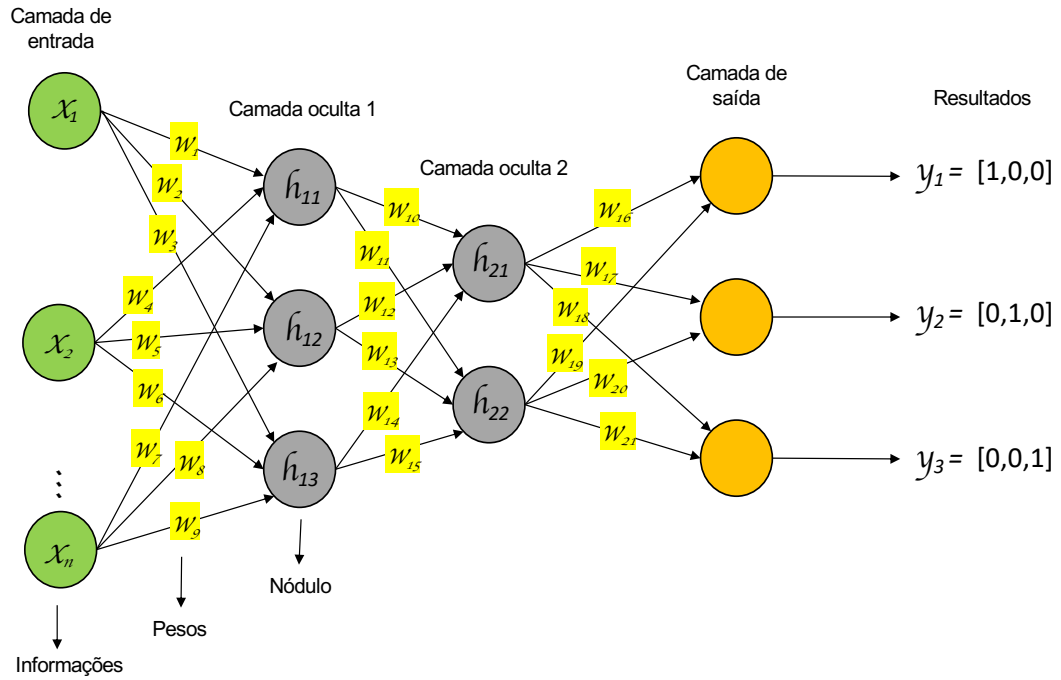 Camada de
entrada
x1
x2
⋮
xn
Informações
w1
w2
w3
w4
w5
w6
w7
w8
w9
Pesos
Camada oculta 1
h11
h12
h13
Nódulo
w10
w11
w12
w13
w14
w15
Camada oculta 2
h21
h22
w16
w17
w18
w19
w20
w21
Camada de
saída
Resultados
y1 = [1,0,0]
y2 = [0,1,0]
y3 = [0,0,1]